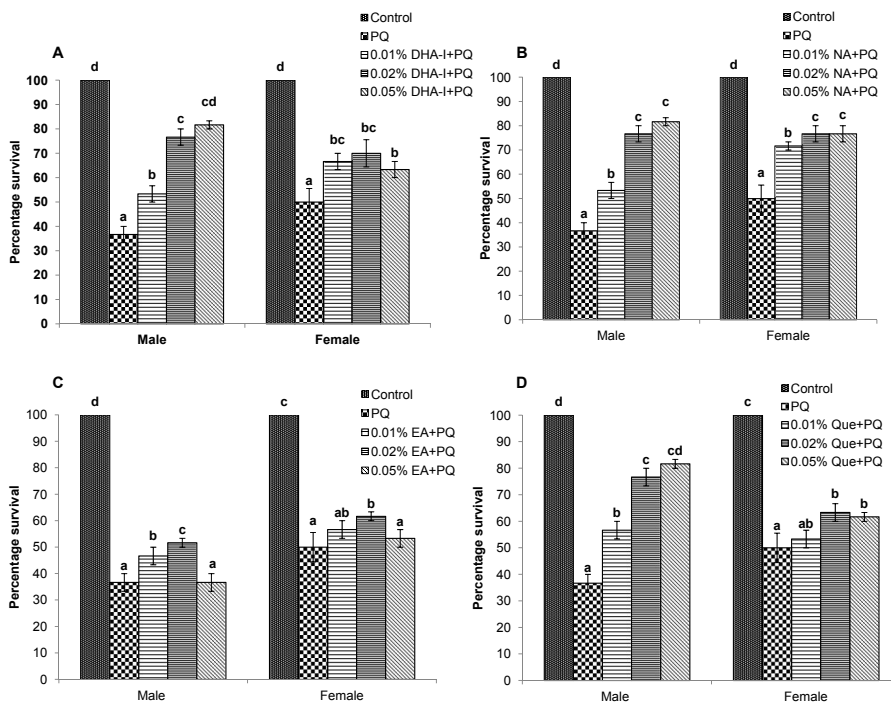 A
Control
PQ
0.01% DHA-I+PQ
0.02% DHA-I+PQ
0.05% DHA-I+PQ
Percentage survival
100
90
80
70
60
50
40
30
20
10
0
d
a
b
c
cd
d
a
bc
bc
b
Male
Female
B
Control
PQ
0.01% NA+PQ
0.02% NA+PQ
0.05% NA+PQ
Percentage survival
100
90
80
70
60
50
40
30
20
10
0
d
a
b
c
c
d
a
b
c
c
Male
Female
C
Control
PQ
0.01% EA+PQ
0.02% EA+PQ
0.05% EA+PQ
Percentage survival
100
90
80
70
60
50
40
30
20
10
0
d
a
b
c
a
c
a
ab
b
a
Male
Female
D
Control
PQ
0.01% Que+PQ
0.02% Que+PQ
0.05% Que+PQ
Percentage survival
100
90
80
70
60
50
40
30
20
10
0
d
a
b
c
cd
c
a
ab
b
b
Male
Female